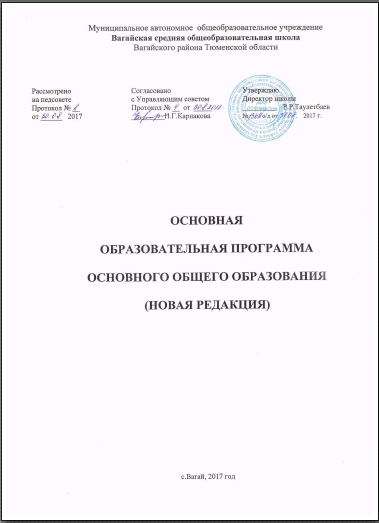 Муниципальное автономное общеобразовательное учреждение
Вагайская средняя общеобразовательная школа
Вагайского района Тюменской области
Рассмотрено Согласовано Утверждаю
на педсовете с Управляющим советом Директор школы
Протокол № Протокол № от Р.Р.Таулетбаев
от 2017 Н.Г.Карнакова 2017 г.
ОСНОВНАЯ
ОБРАЗОВАТЕЛЬНАЯ ПРОГРАММА
ОСНОВНОГО ОБЩЕГО ОБРАЗОВАНИЯ
(НОВАЯ РЕДАКЦИЯ)
с.Вагай, 2017 год